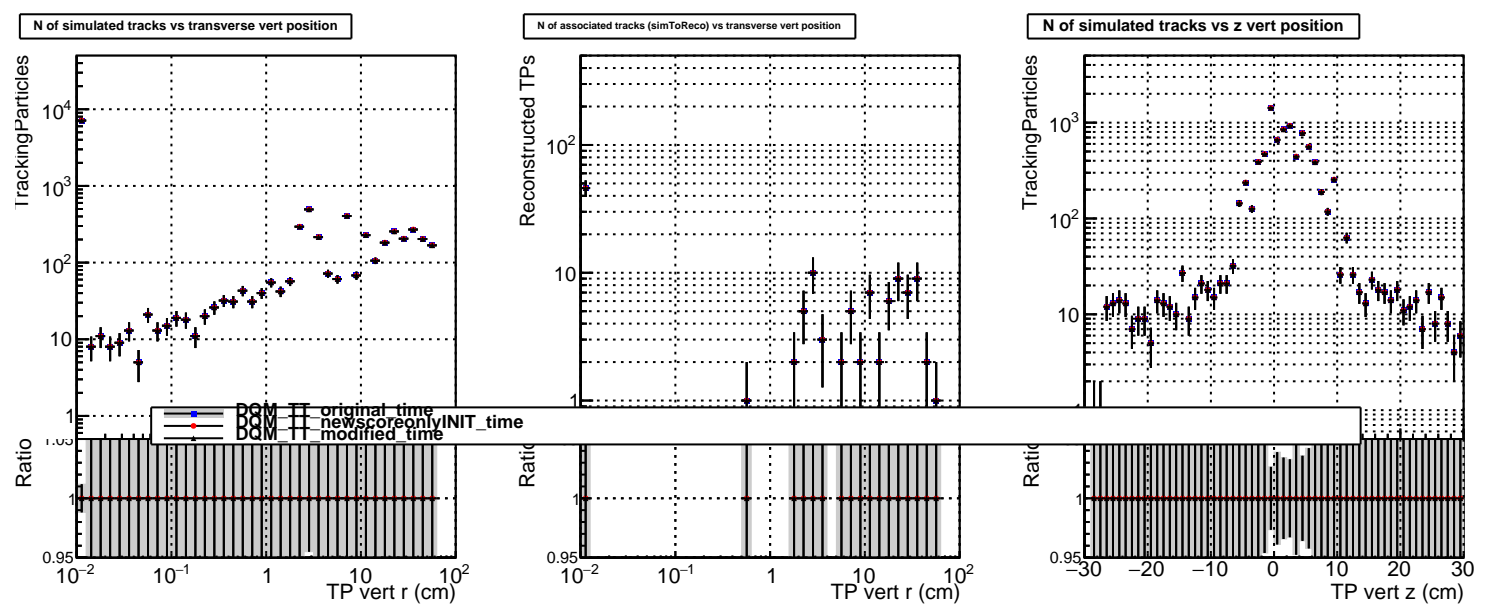 N of simulated tracks vs transverse vert position
TrackingParticles
10⁴
10³
10²
10
1
Ratio
1.05
1
0.95
10⁻² 10⁻¹ 1 10 10²
TP vert r (cm)
N of associated tracks (simToReco) vs transverse vert position
Reconstructed TPs
10²
10
1
Ratio
1
0.95
10⁻² 10⁻¹ 1 10 10²
TP vert r (cm)
N of simulated tracks vs z vert position
TrackingParticles
10³
10²
10
1
Ratio
1
0.95
−30 −20 −10 0 10 20 30
TP vert z (cm)
DQM_TT_original_time
DQM_TT_newscoreonlyINIT_time
DQM_TT_modified_time